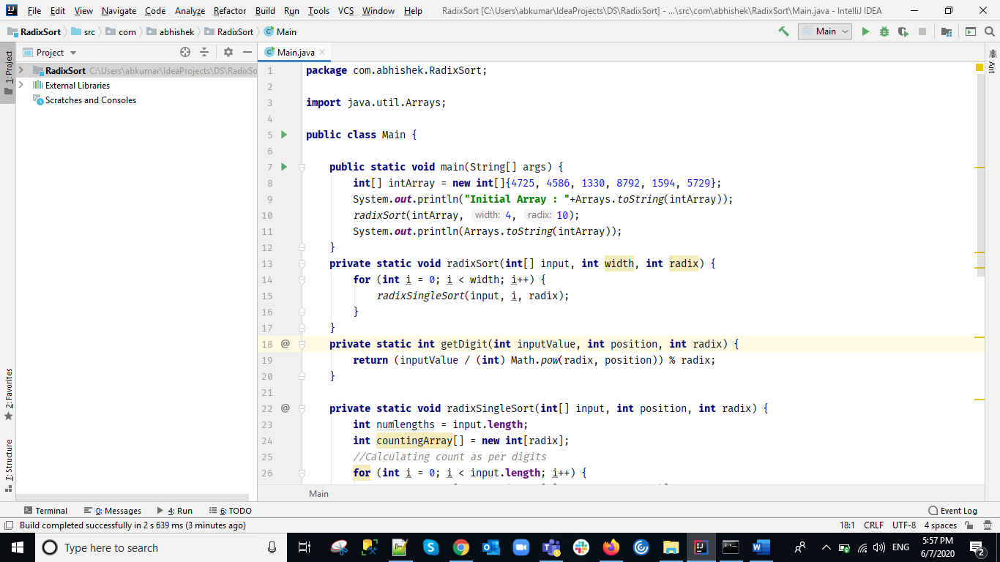 File Edit View Navigate Code Analyze Refactor Build Run Tools VCS Window Help RadixSort [C:\Users\abkumar\IdeaProjects\DS\RadixSort] - ...\src\com\abhishek\RadixSort\Main.java - IntelliJ IDEA
RadixSort src com abhishek RadixSort Main Main
1: Project
Project
RadixSort C:\Users\abkumar\IdeaProjects\DS\RadixSo
External Libraries
Scratches and Consoles
2: Favorites
7: Structure
Main.java
1 package com.abhishek.RadixSort;
2
3 import java.util.Arrays;
4
5 public class Main {
6
7 public static void main(String[] args) {
8 int[] intArray = new int[]{4725, 4586, 1330, 8792, 1594, 5729};
9 System.out.println("Initial Array : "+Arrays.toString(intArray));
10 radixSort(intArray, width: 4, radix: 10);
11 System.out.println(Arrays.toString(intArray));
12 }
13 private static void radixSort(int[] input, int width, int radix) {
14 for (int i = 0; i < width; i++) {
15 radixSingleSort(input, i, radix);
16 }
17 }
18 @ private static int getDigit(int inputValue, int position, int radix) {
19 return (inputValue / (int) Math.pow(radix, position)) % radix;
20 }
21
22 @ private static void radixSingleSort(int[] input, int position, int radix) {
23 int numlengths = input.length;
24 int countingArray[] = new int[radix];
25 //Calculating count as per digits
26 for (int i = 0; i < input.length; i++) {
Main
Ant
Terminal 0: Messages 4: Run 6: TODO Event Log
Build completed successfully in 2 s 639 ms (3 minutes ago) 18:1 CRLF UTF-8 4 spaces
Type here to search ENG 5:57 PM
6/7/2020 2